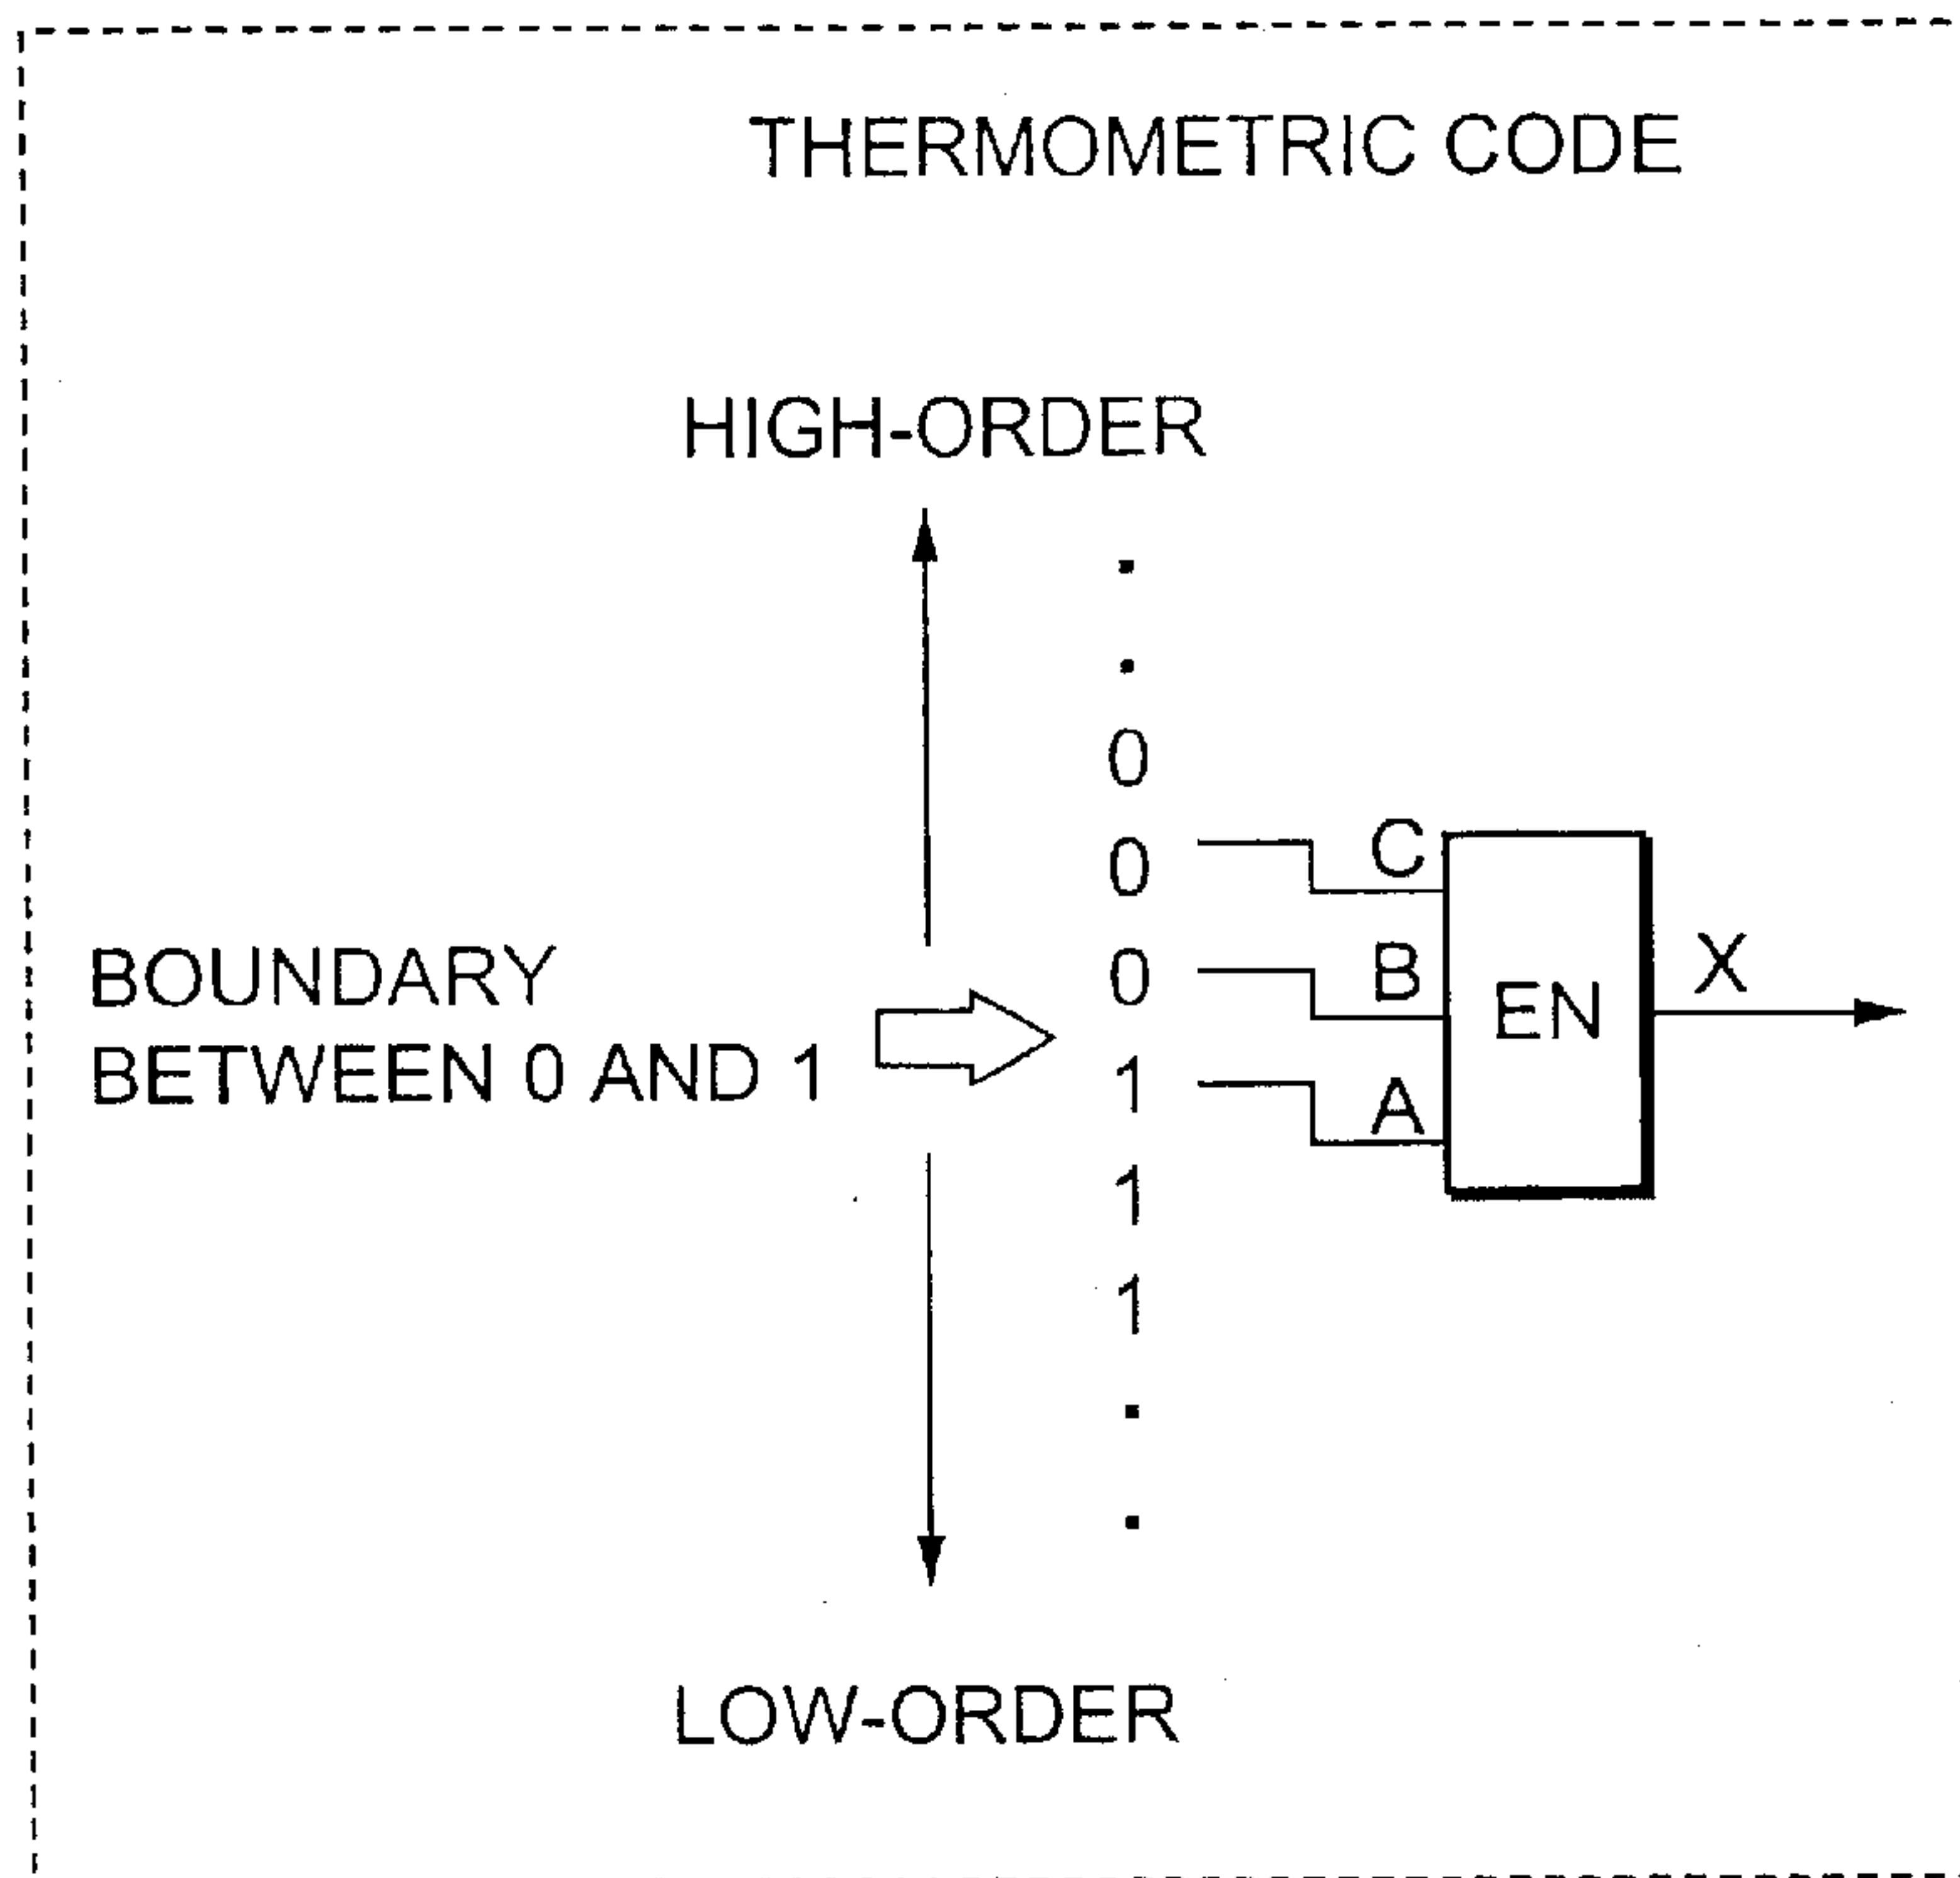 THERMOMETRIC CODE
HIGH-ORDER
.
.
0
0
C
BOUNDARY
BETWEEN 0 AND 1
0
B
EN
X
1
A
1
1
.
.
LOW-ORDER